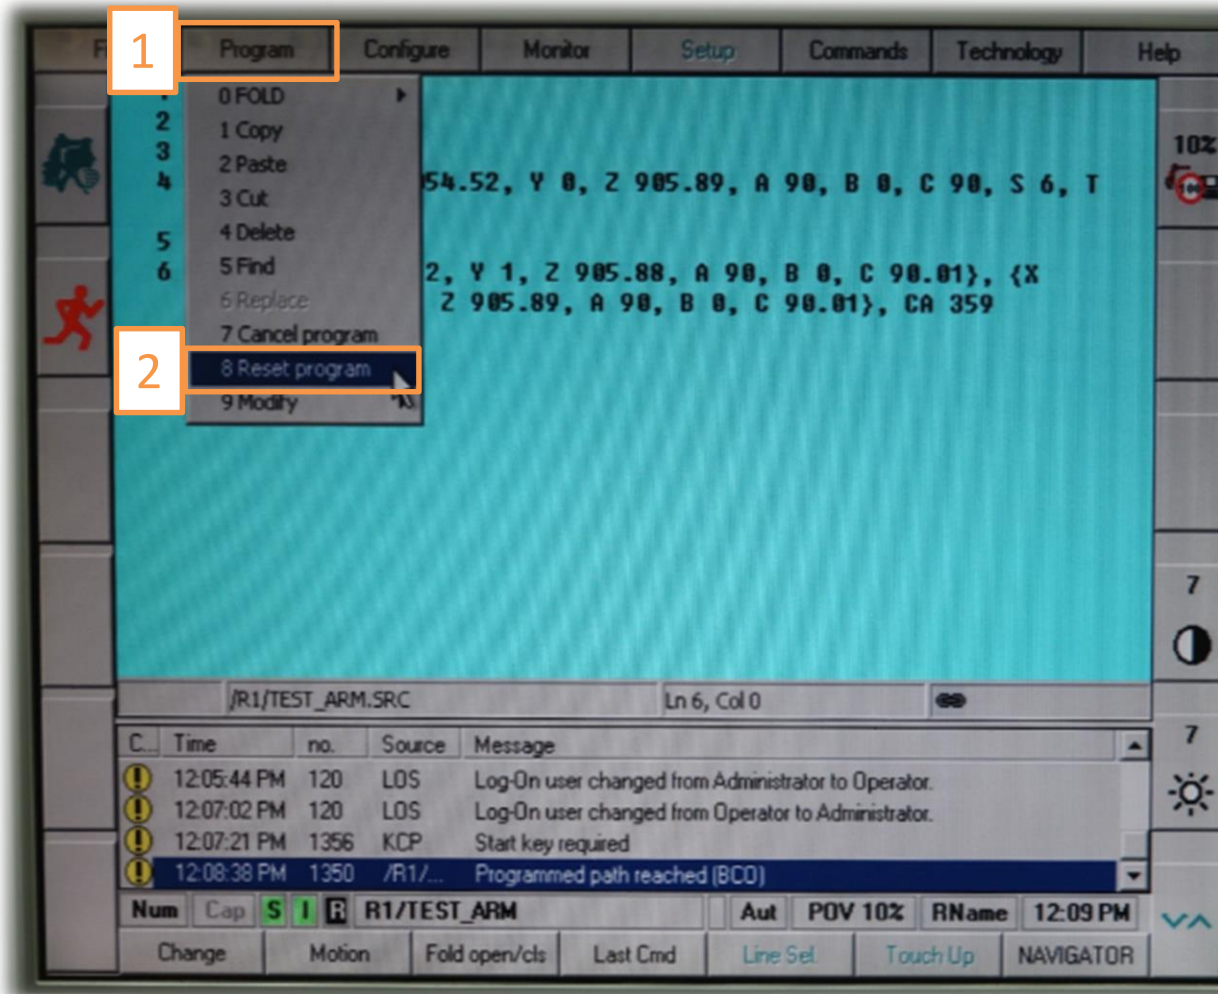 1
Program Configure Monitor Setup Commands Technology Help
0 FOLD
1 Copy
2 Paste
3 Cut
4 Delete
5 Find
6 Replace
7 Cancel program
2
8 Reset program
9 Modify
2
3
4 54.52, Y 0, Z 905.89, A 90, B 0, C 90, S 6, T
5
6 2, Y 1, Z 905.88, A 90, B 0, C 90.01}, {X
Z 905.89, A 90, B 0, C 90.01}, CA 359
10%
100
7
7
/R1/TEST_ARM.SRC Ln 6, Col 0
C... Time no. Source Message
12:05:44 PM 120 LOS Log-On user changed from Administrator to Operator.
12:07:02 PM 120 LOS Log-On user changed from Operator to Administrator.
12:07:21 PM 1356 KCP Start key required
12:08:38 PM 1350 /R1/... Programmed path reached (BCO)
Num Cap S I R R1/TEST_ARM Aut POV 10% RName 12:09 PM
Change Motion Fold open/cls Last Cmd Line Sel. Touch Up NAVIGATOR